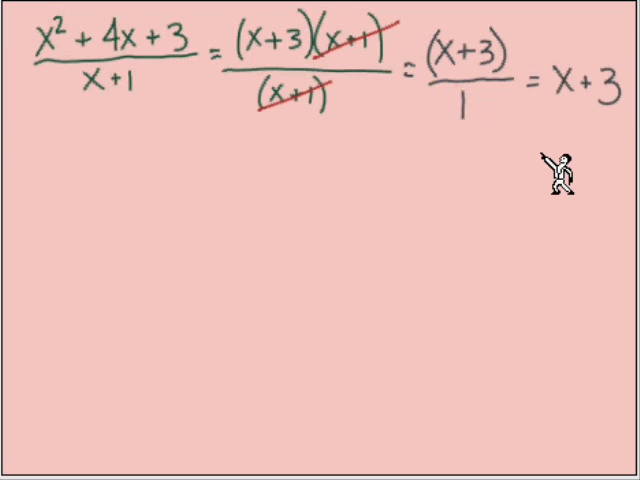 x² + 4x + 3 / x + 1 = (x + 3)(x + 1) / (x + 1) = (x + 3) / 1 = x + 3